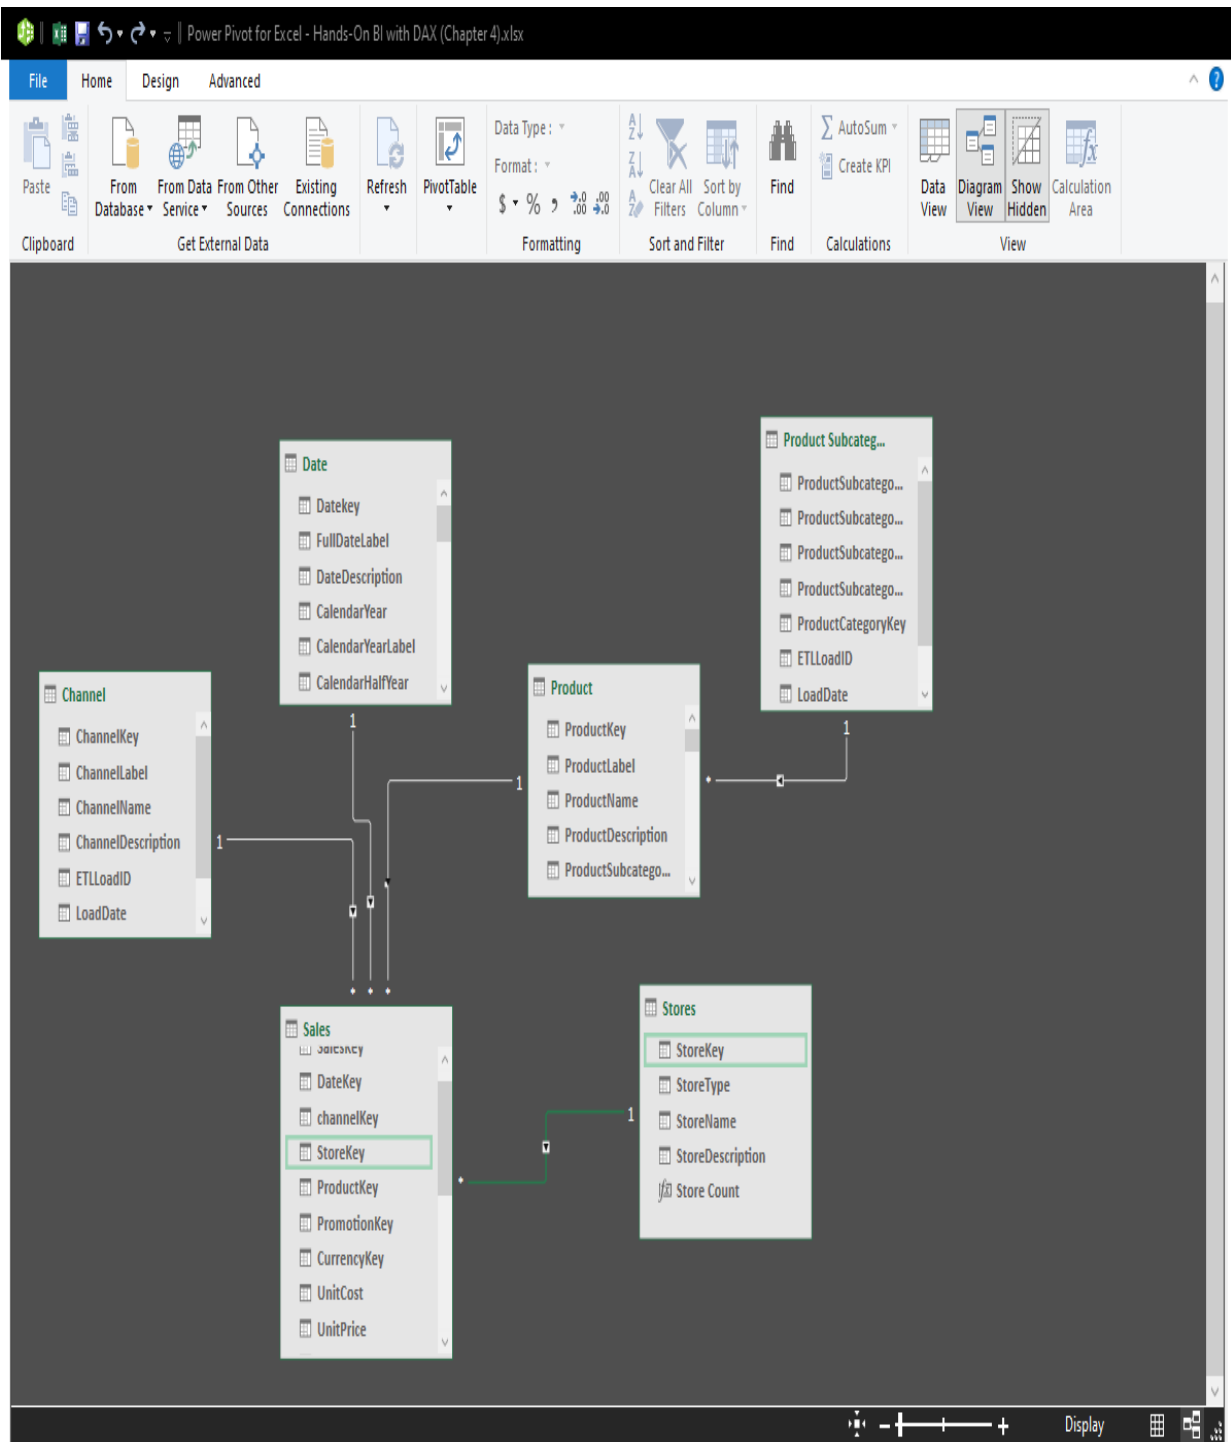 Power Pivot for Excel - Hands-On BI with DAX (Chapter 4).xlsx
File Home Design Advanced
Paste
From Database
From Data Service
From Other Sources
Existing Connections
Refresh
PivotTable
Data Type :
Format :
$ % 
Clear All Filters
Sort by Column
Find
AutoSum
Create KPI
Data View
Diagram View
Show Hidden
Calculation Area
Clipboard
Get External Data
Formatting
Sort and Filter
Find
Calculations
View
Product Subcateg...
ProductSubcatego...
ProductSubcatego...
ProductSubcatego...
ProductSubcatego...
ProductCategoryKey
ETLLoadID
LoadDate
1
Date
Datekey
FullDateLabel
DateDescription
CalendarYear
CalendarYearLabel
CalendarHalfYear
1
Channel
ChannelKey
ChannelLabel
ChannelName
ChannelDescription
ETLLoadID
LoadDate
1
Product
ProductKey
ProductLabel
ProductName
ProductDescription
ProductSubcatego...
1
*
* * *
Sales
SalesKey
DateKey
channelKey
StoreKey
ProductKey
PromotionKey
CurrencyKey
UnitCost
UnitPrice
*
Stores
StoreKey
StoreType
StoreName
StoreDescription
Store Count
1
Display